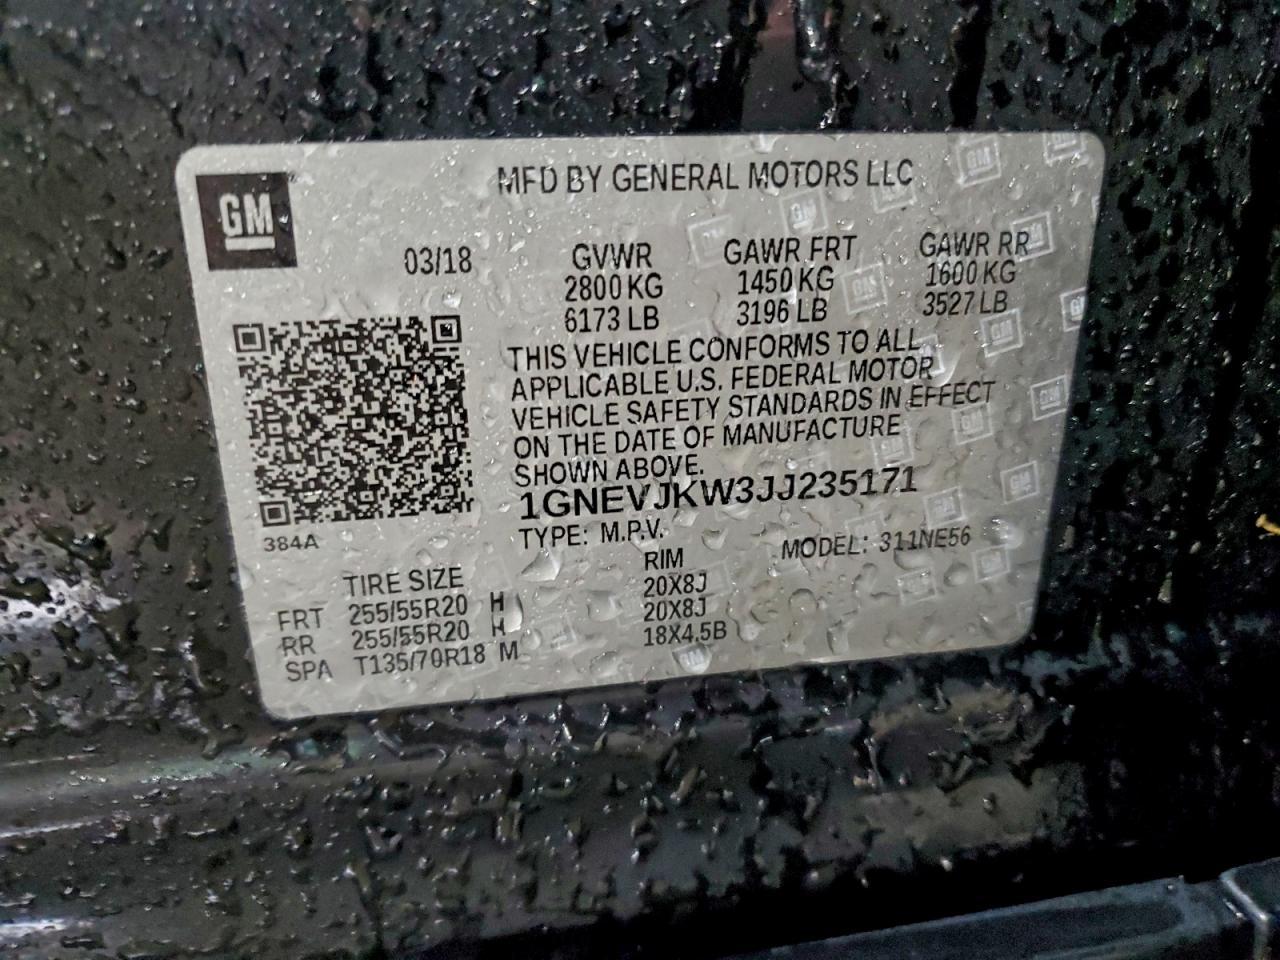 GM
MFD BY GENERAL MOTORS LLC
03/18 GVWR GAWR FRT GAWR RR
2800 KG 1450 KG 1600 KG
6173 LB 3196 LB 3527 LB
THIS VEHICLE CONFORMS TO ALL
APPLICABLE U.S. FEDERAL MOTOR
VEHICLE SAFETY STANDARDS IN EFFECT
ON THE DATE OF MANUFACTURE
SHOWN ABOVE.
1GNEVJKW3JJ235171
TYPE: M.P.V. MODEL: 311NE56
384A
TIRE SIZE RIM
FRT 255/55R20 H 20X8J
RR 255/55R20 H 20X8J
SPA T135/70R18 M 18X4.5B